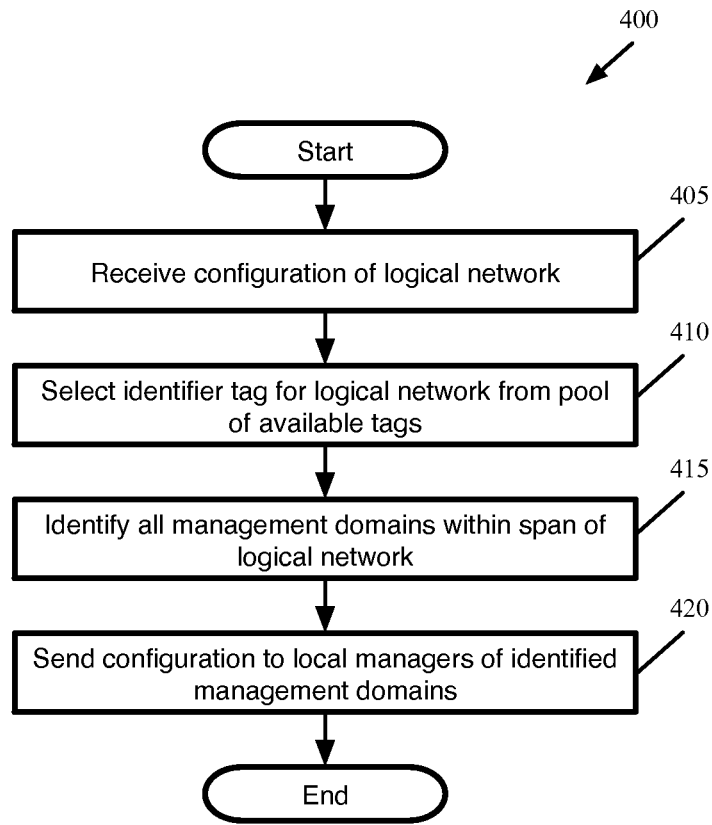 400
Start
405
Receive configuration of logical network
410
Select identifier tag for logical network from pool
of available tags
415
Identify all management domains within span of
logical network
420
Send configuration to local managers of identified
management domains
End